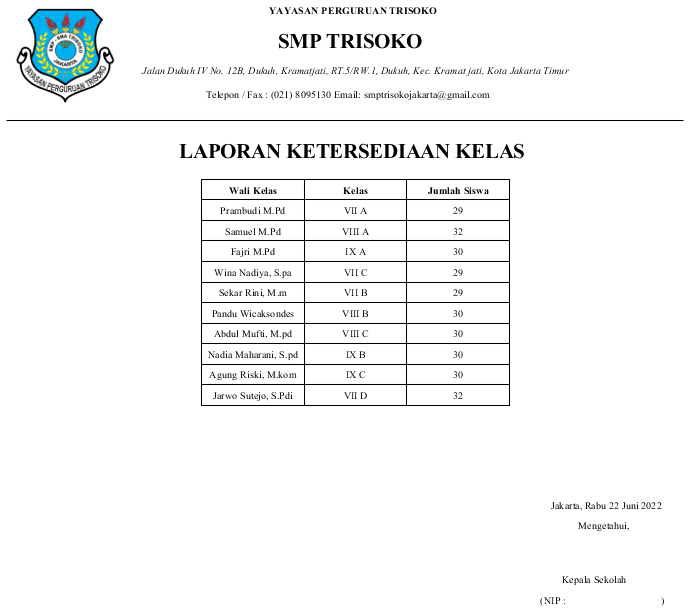 YAYASAN PERGURUAN TRISOKO
SMP TRISOKO
Jalan Dukuh IV No. 12B, Dukuh, Kramatjati, RT.5/RW.1, Dukuh, Kec. Kramat jati, Kota Jakarta Timur
Telepon / Fax : (021) 8095130 Email: smptrisokojakarta@gmail.com
SMP - SMA TRISOKO
JAKARTA
YAYASAN PERGURUAN TRISOKO
LAPORAN KETERSEDIAAN KELAS
Wali Kelas Kelas Jumlah Siswa
Prambudi M.Pd VII A 29
Samuel M.Pd VIII A 32
Fajri M.Pd IX A 30
Wina Nadiya, S.pa VII C 29
Sekar Rini, M.m VII B 29
Pandu Wicaksondes VIII B 30
Abdul Mufti, M.pd VIII C 30
Nadia Maharani, S.pd IX B 30
Agung Riski, M.kom IX C 30
Jarwo Sutejo, S.Pdi VII D 32
Jakarta, Rabu 22 Juni 2022
Mengetahui,
Kepala Sekolah
(NIP : )